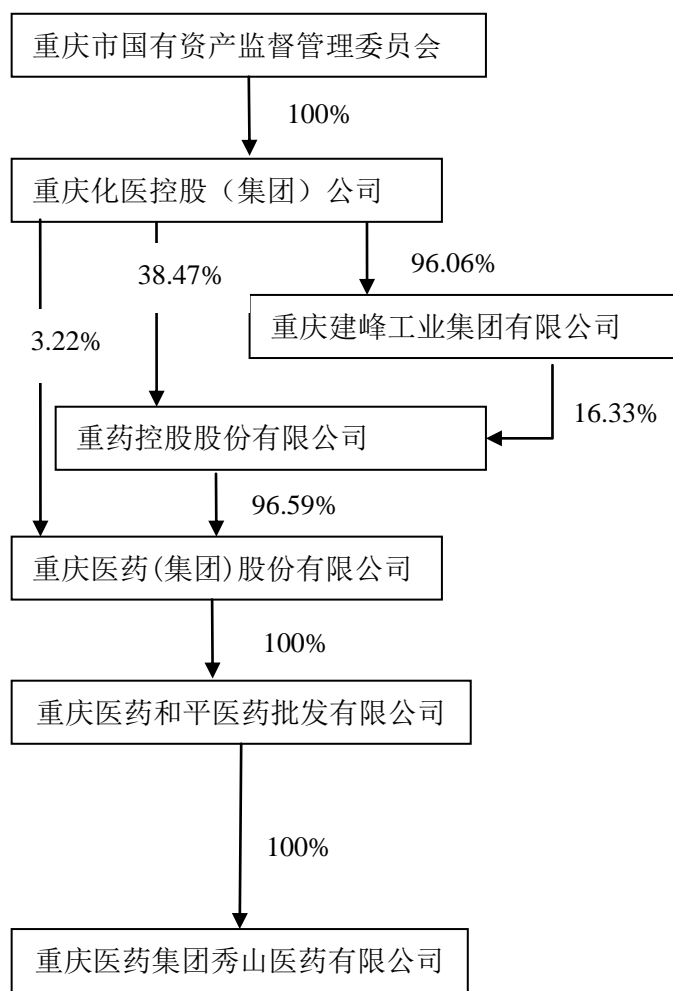 重庆市国有资产监督管理委员会
100%
重庆化医控股（集团）公司
38.47%
96.06%
3.22%
重庆建峰工业集团有限公司
16.33%
重药控股股份有限公司
96.59%
重庆医药(集团)股份有限公司
100%
重庆医药和平医药批发有限公司
100%
重庆医药集团秀山医药有限公司